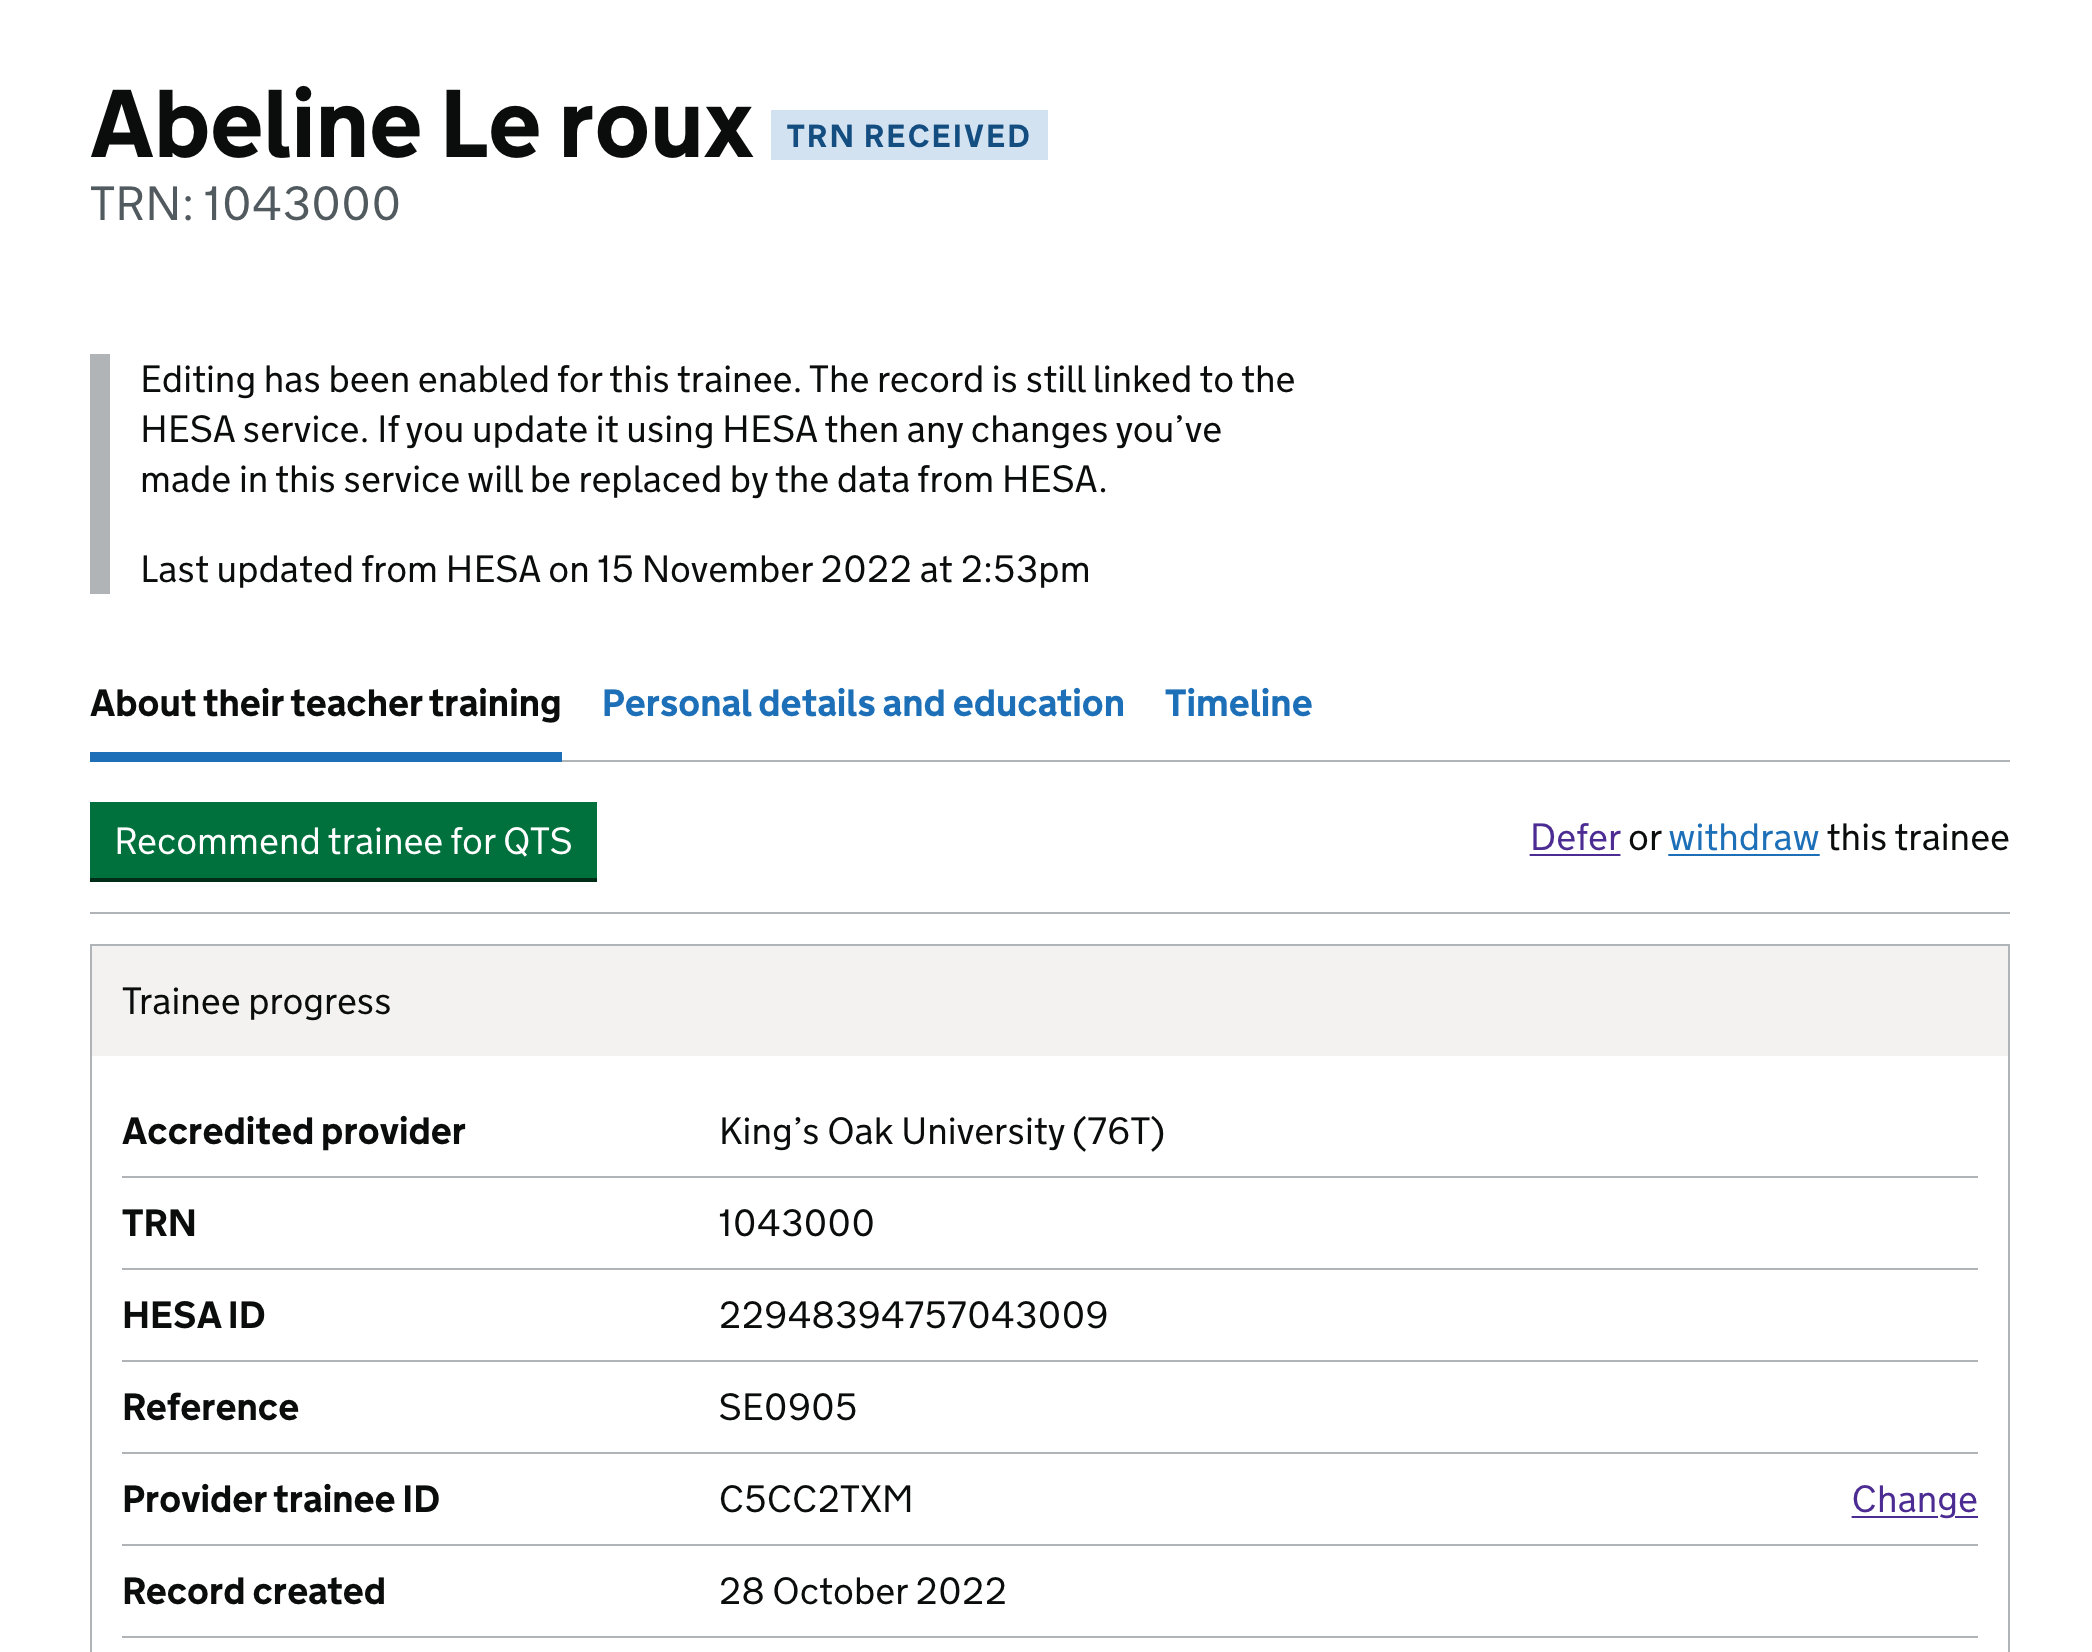 Abeline Le roux TRN RECEIVED
TRN: 1043000
Editing has been enabled for this trainee. The record is still linked to the
HESA service. If you update it using HESA then any changes you’ve
made in this service will be replaced by the data from HESA.
Last updated from HESA on 15 November 2022 at 2:53pm
About their teacher training Personal details and education Timeline
Recommend trainee for QTS Defer or withdraw this trainee
Trainee progress
Accredited provider King’s Oak University (76T)
TRN 1043000
HESA ID 22948394757043009
Reference SE0905
Provider trainee ID C5CC2TXM Change
Record created 28 October 2022